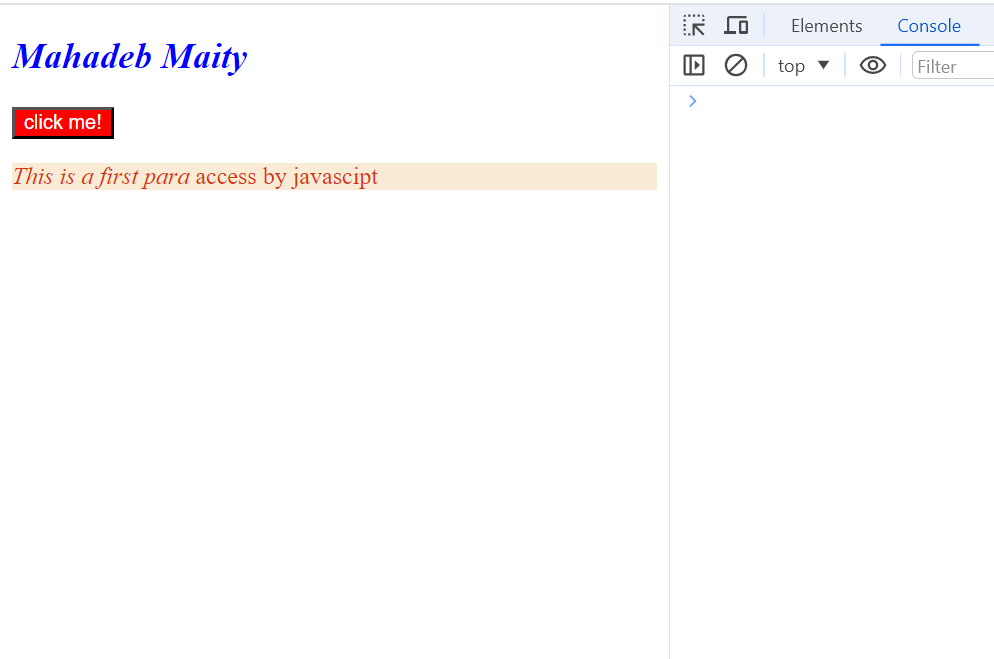 Mahadeb Maity
click me!
This is a first para access by javascipt
Elements Console
top Filter